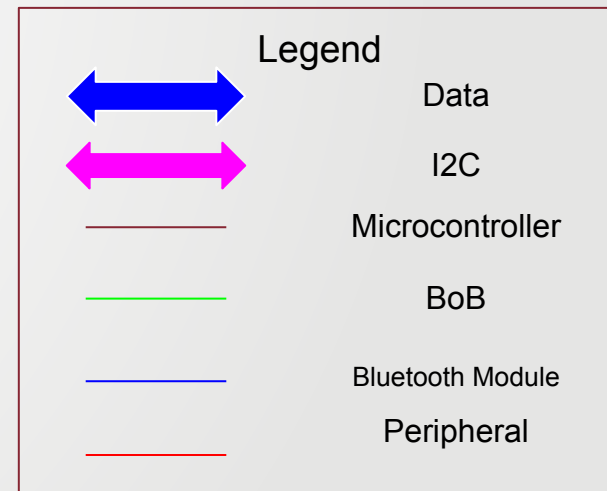 Legend
Data
I2C
Microcontroller
BoB
Bluetooth Module
Peripheral